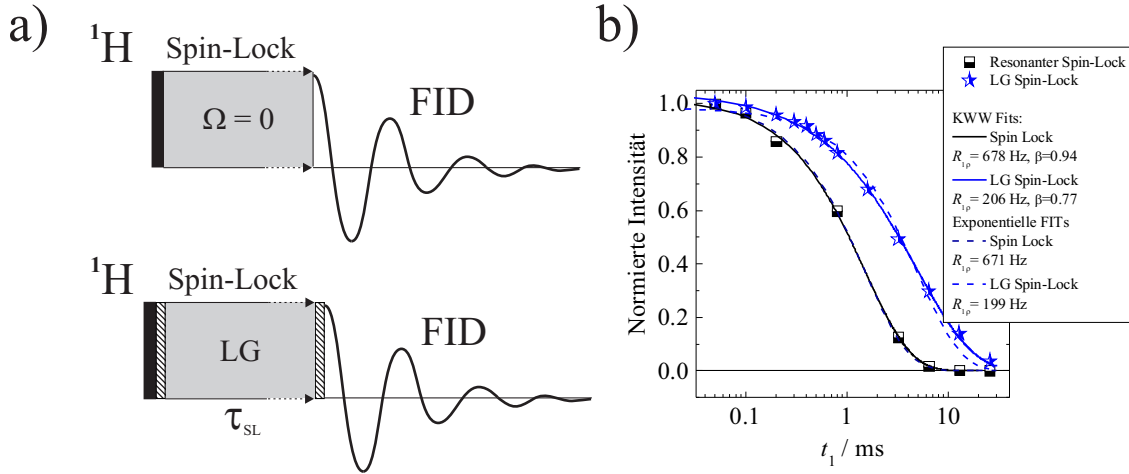 a)
¹H
Spin-Lock
Ω = 0
FID
¹H
Spin-Lock
LG
FID
τSL
b)
Resonanter Spin-Lock
LG Spin-Lock
KWW Fits:
Spin Lock
R1ρ= 678 Hz, β=0.94
LG Spin-Lock
R1ρ= 206 Hz, β=0.77
Exponentielle FITs
Spin Lock
R1ρ= 671 Hz
LG Spin-Lock
R1ρ= 199 Hz
Normierte Intensität
1.0
0.8
0.6
0.4
0.2
0.0
0.1
1
10
t1 / ms